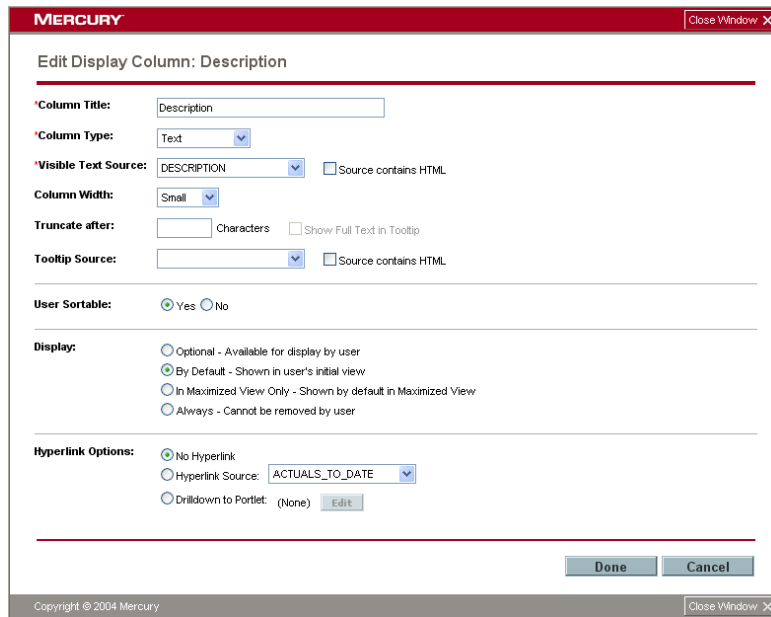 MERCURY
Close Window X
Edit Display Column: Description
*Column Title: Description
*Column Type: Text
*Visible Text Source: DESCRIPTION Source contains HTML
Column Width: Small
Truncate after: Characters Show Full Text in Tooltip
Tooltip Source: Source contains HTML
User Sortable: Yes No
Display: Optional - Available for display by user
By Default - Shown in user's initial view
In Maximized View Only - Shown by default in Maximized View
Always - Cannot be removed by user
Hyperlink Options: No Hyperlink
Hyperlink Source: ACTUALS_TO_DATE
Drilldown to Portlet: (None) Edit
Done Cancel
Copyright © 2004 Mercury Close Window X